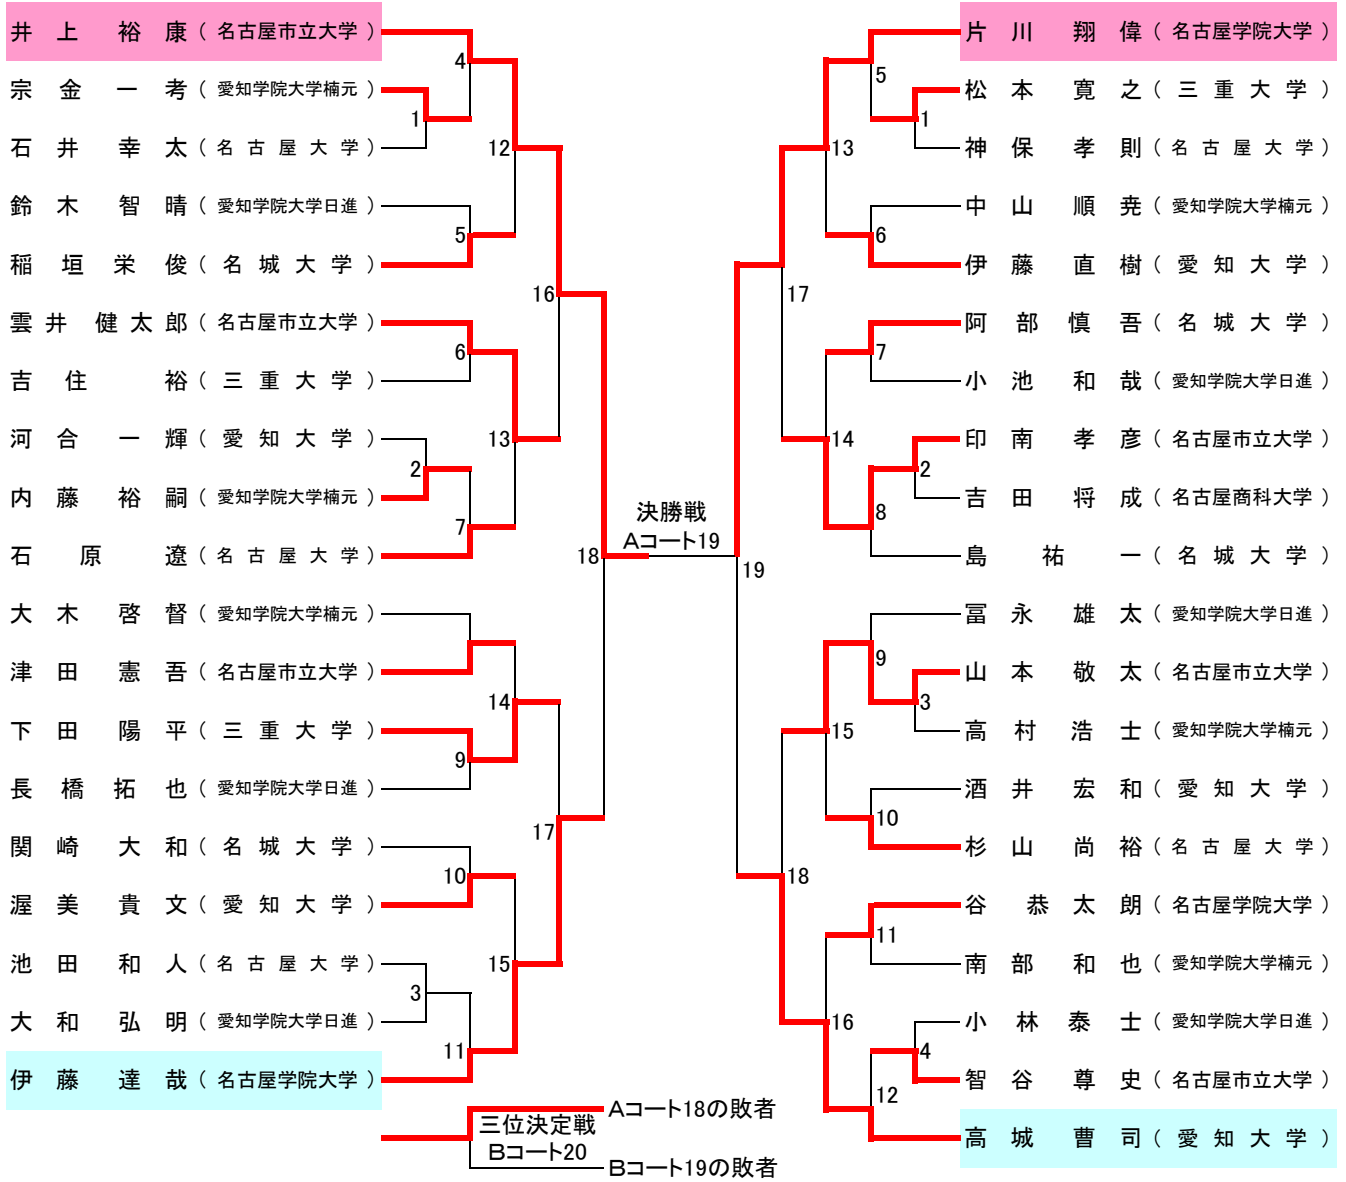 井上裕康（名古屋市立大学）
宗金一考（愛知学院大学楠元）
石井幸太（名古屋大学）
鈴木智晴（愛知学院大学日進）
稲垣栄俊（名城大学）
雲井健太郎（名古屋市立大学）
吉住裕（三重大学）
河合一輝（愛知大学）
内藤裕嗣（愛知学院大学楠元）
石原遼（名古屋大学）
大木啓督（愛知学院大学楠元）
津田憲吾（名古屋市立大学）
下田陽平（三重大学）
長橋拓也（愛知学院大学日進）
関崎大和（名城大学）
渥美貴文（愛知大学）
池田和人（名古屋大学）
大和弘明（愛知学院大学日進）
伊藤達哉（名古屋学院大学）
4
1
12
5
16
6
13
2
7
18
14
9
17
10
15
3
11
決勝戦
Aコート19
三位決定戦
Bコート20
Aコート18の敗者
Bコート19の敗者
5
1
13
6
17
7
14
2
8
19
9
3
15
10
18
11
16
4
12
片川翔偉（名古屋学院大学）
松本寛之（三重大学）
神保孝則（名古屋大学）
中山順尭（愛知学院大学楠元）
伊藤直樹（愛知大学）
阿部慎吾（名城大学）
小池和哉（愛知学院大学日進）
印南孝彦（名古屋市立大学）
吉田将成（名古屋商科大学）
島祐一（名城大学）
冨永雄太（愛知学院大学日進）
山本敬太（名古屋市立大学）
高村浩士（愛知学院大学楠元）
酒井宏和（愛知大学）
杉山尚裕（名古屋大学）
谷恭太朗（名古屋学院大学）
南部和也（愛知学院大学楠元）
小林泰士（愛知学院大学日進）
智谷尊史（名古屋市立大学）
高城曹司（愛知大学）